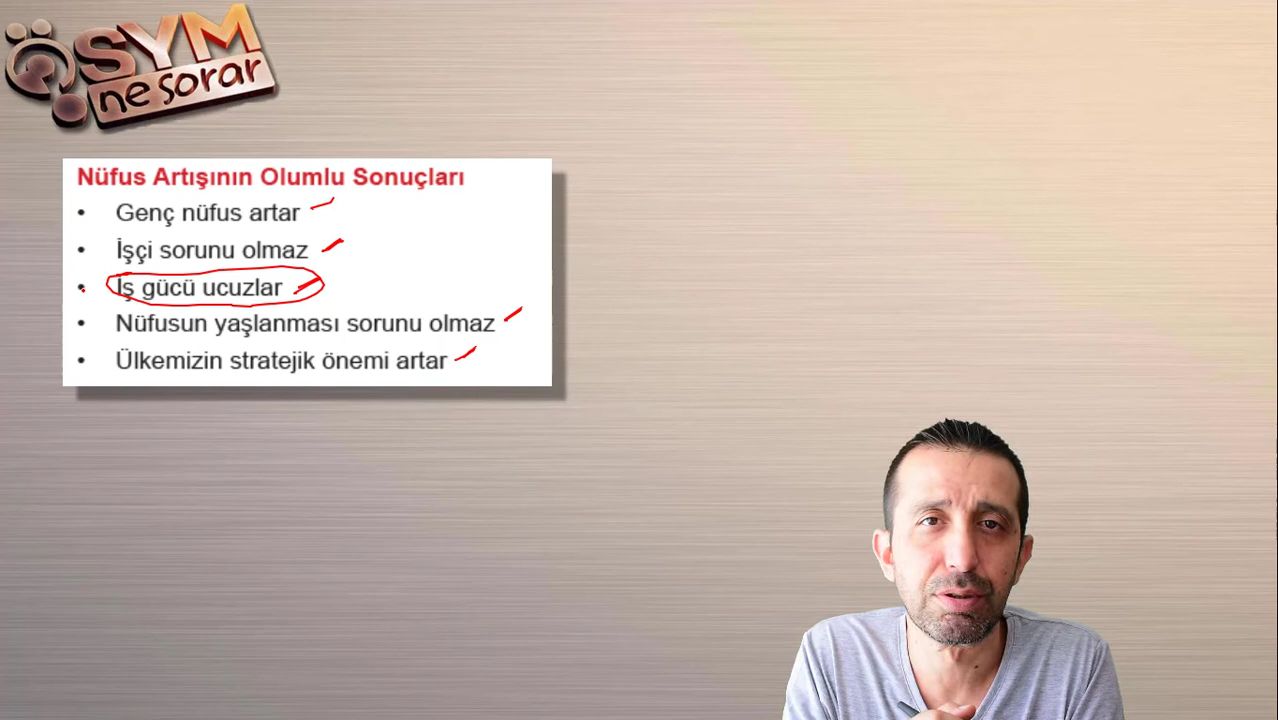 ÖSYM
ne sorar
Nüfus Artışının Olumlu Sonuçları
• Genç nüfus artar
• İşçi sorunu olmaz
• İş gücü ucuzlar
• Nüfusun yaşlanması sorunu olmaz
• Ülkemizin stratejik önemi artar